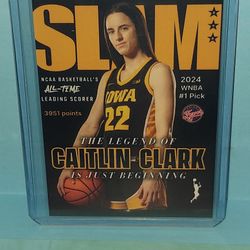 SLAM
NCAA BASKETBALL'S
ALL-TIME
LEADING SCORER
3951 points
2024
WNBA
#1 Pick
IOWA
22
THE LEGEND OF
CAITLIN CLARK
IS JUST BEGINNING